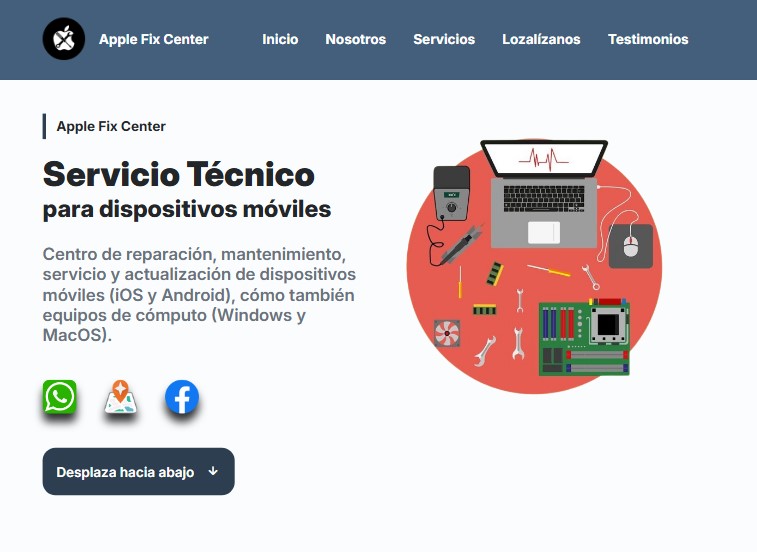 Apple Fix Center Inicio Nosotros Servicios Lozalízanos Testimonios
Apple Fix Center
Servicio Técnico
para dispositivos móviles
Centro de reparación, mantenimiento,
servicio y actualización de dispositivos
móviles (iOS y Android), cómo también
equipos de cómputo (Windows y
MacOS).
Desplaza hacia abajo